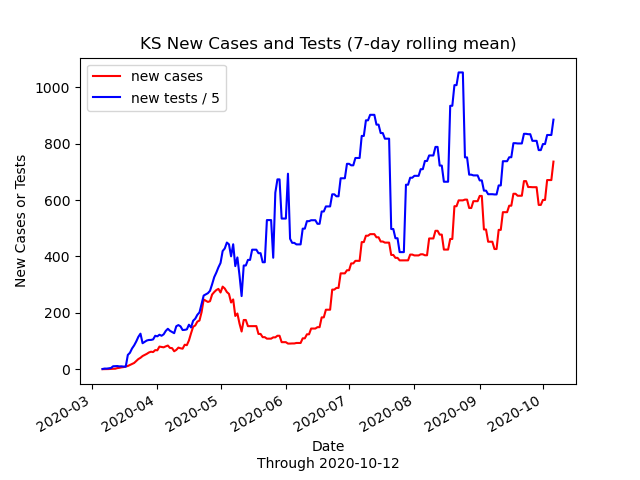 KS New Cases and Tests (7-day rolling mean)
new cases
new tests / 5
New Cases or Tests
1000
800
600
400
200
0
2020-03
2020-04
2020-05
2020-06
2020-07
2020-08
2020-09
2020-10
Date
Through 2020-10-12